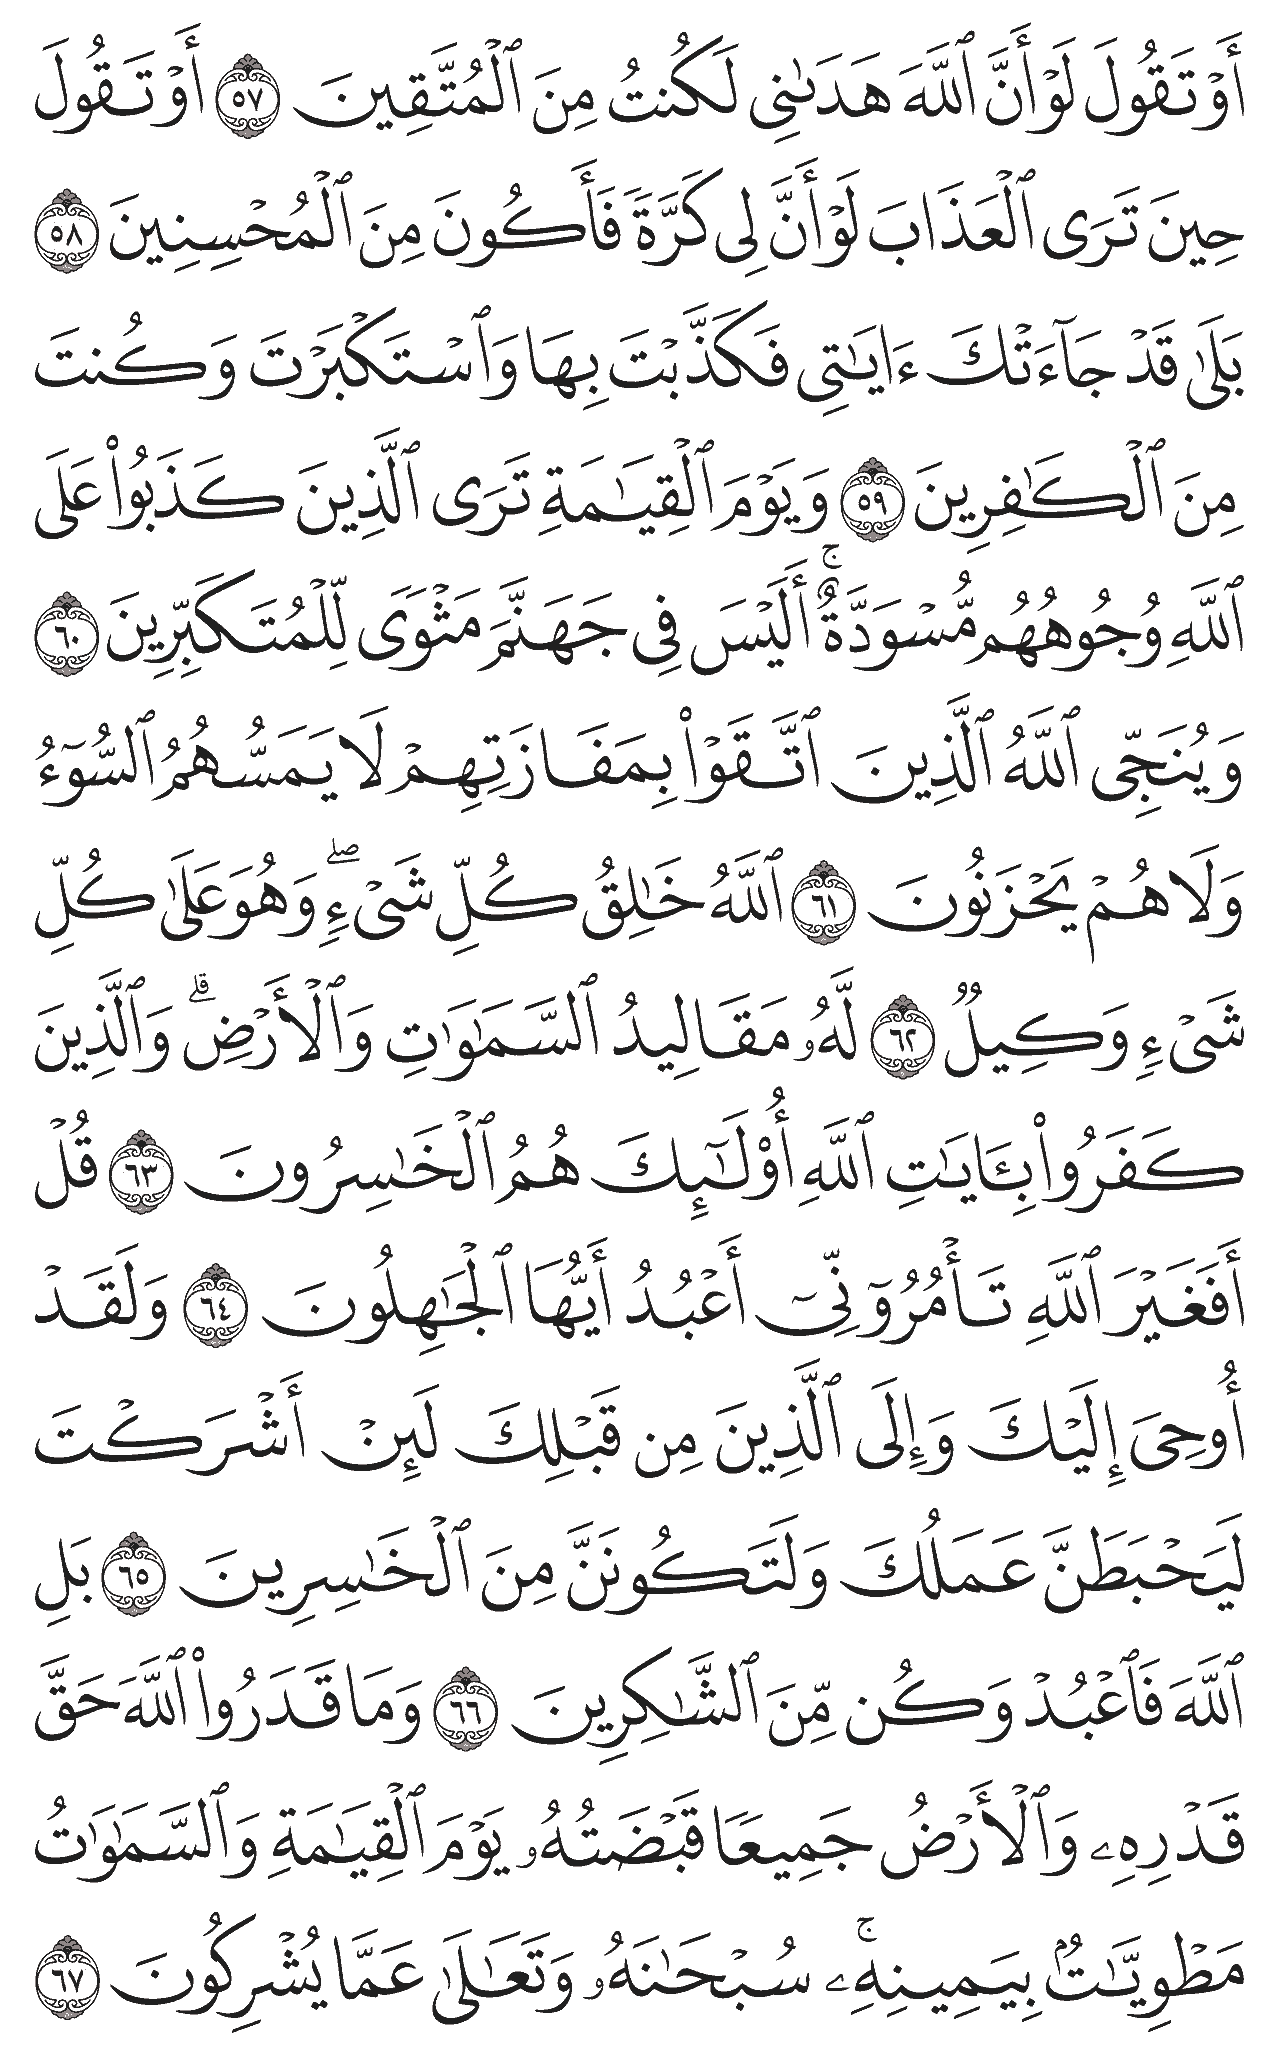 أَوْ تَقُولَ لَوْ أَنَّ ٱللَّهَ هَدَىٰنِى لَكُنتُ مِنَ ٱلْمُتَّقِينَ ٥٧ أَوْ تَقُولَ
حِينَ تَرَى ٱلْعَذَابَ لَوْ أَنَّ لِى كَرَّةً فَأَكُونَ مِنَ ٱلْمُحْسِنِينَ ٥٨
بَلَىٰ قَدْ جَآءَتْكَ ءَايَـٰتِى فَكَذَّبْتَ بِهَا وَٱسْتَكْبَرْتَ وَكُنتَ
مِنَ ٱلْكَـٰفِرِينَ ٥٩ وَيَوْمَ ٱلْقِيَـٰمَةِ تَرَى ٱلَّذِينَ كَذَبُوا۟ عَلَى
ٱللَّهِ وُجُوهُهُم مُّسْوَدَّةٌ ۚ أَلَيْسَ فِى جَهَنَّمَ مَثْوًى لِّلْمُتَكَبِّرِينَ ٦٠
وَيُنَجِّى ٱللَّهُ ٱلَّذِينَ ٱتَّقَوْا۟ بِمَفَازَتِهِمْ لَا يَمَسُّهُمُ ٱلسُّوٓءُ
وَلَا هُمْ يَحْزَنُونَ ٦١ ٱللَّهُ خَـٰلِقُ كُلِّ شَىْءٍ ۖ وَهُوَ عَلَىٰ كُلِّ
شَىْءٍ وَكِيلٌ ٦٢ لَّهُۥ مَقَالِيدُ ٱلسَّمَـٰوَٰتِ وَٱلْأَرْضِ ۗ وَٱلَّذِينَ
كَفَرُوا۟ بِـَٔايَـٰتِ ٱللَّهِ أُو۟لَـٰٓئِكَ هُمُ ٱلْخَـٰسِرُونَ ٦٣ قُلْ
أَفَغَيْرَ ٱللَّهِ تَأْمُرُوٓنِّىٓ أَعْبُدُ أَيُّهَا ٱلْجَـٰهِلُونَ ٦٤ وَلَقَدْ
أُوحِىَ إِلَيْكَ وَإِلَى ٱلَّذِينَ مِن قَبْلِكَ لَئِنْ أَشْرَكْتَ
لَيَحْبَطَنَّ عَمَلُكَ وَلَتَكُونَنَّ مِنَ ٱلْخَـٰسِرِينَ ٦٥ بَلِ
ٱللَّهَ فَٱعْبُدْ وَكُن مِّنَ ٱلشَّـٰكِرِينَ ٦٦ وَمَا قَدَرُوا۟ ٱللَّهَ حَقَّ
قَدْرِهِۦ وَٱلْأَرْضُ جَمِيعًا قَبْضَتُهُۥ يَوْمَ ٱلْقِيَـٰمَةِ وَٱلسَّمَـٰوَٰتُ
مَطْوِيَّـٰتٌۢ بِيَمِينِهِۦ ۚ سُبْحَـٰنَهُۥ وَتَعَـٰلَىٰ عَمَّا يُشْرِكُونَ ٦٧